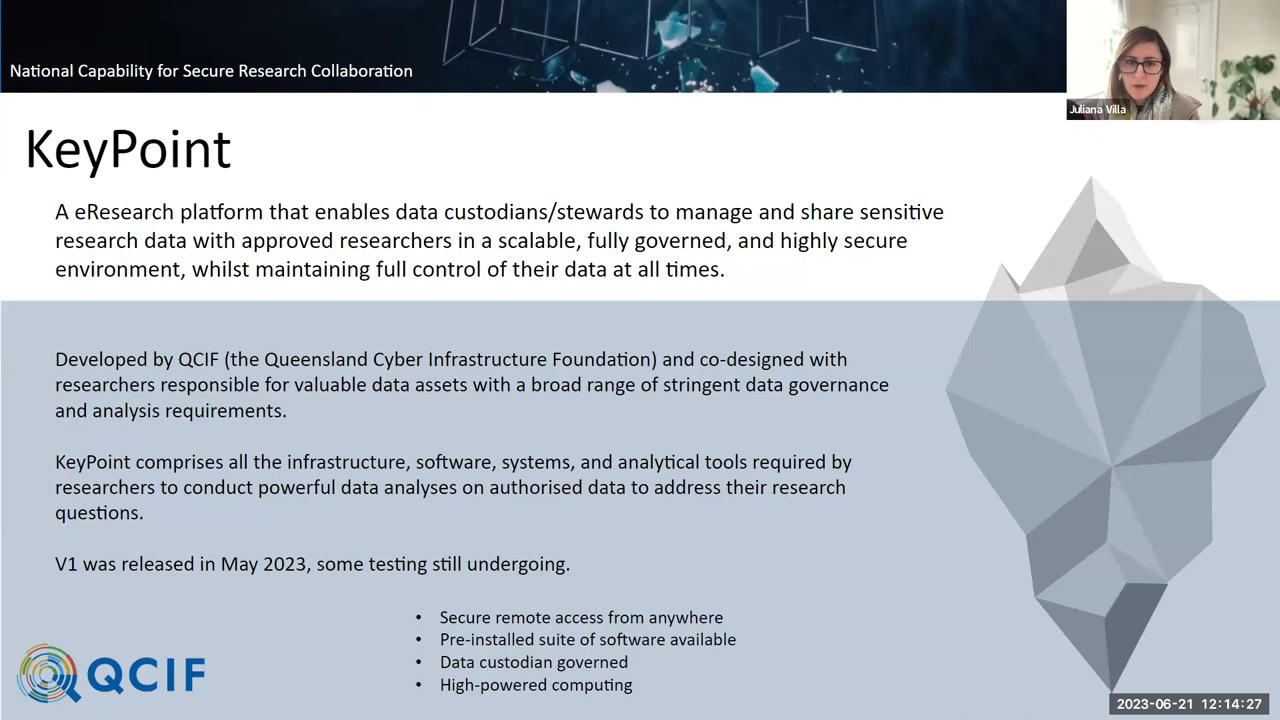 National Capability for Secure Research Collaboration
Juliana Villa
KeyPoint
A eResearch platform that enables data custodians/stewards to manage and share sensitive
research data with approved researchers in a scalable, fully governed, and highly secure
environment, whilst maintaining full control of their data at all times.
Developed by QCIF (the Queensland Cyber Infrastructure Foundation) and co-designed with
researchers responsible for valuable data assets with a broad range of stringent data governance
and analysis requirements.
KeyPoint comprises all the infrastructure, software, systems, and analytical tools required by
researchers to conduct powerful data analyses on authorised data to address their research
questions.
V1 was released in May 2023, some testing still undergoing.
• Secure remote access from anywhere
• Pre-installed suite of software available
• Data custodian governed
• High-powered computing
QCIF
2023-06-21 12:14:27